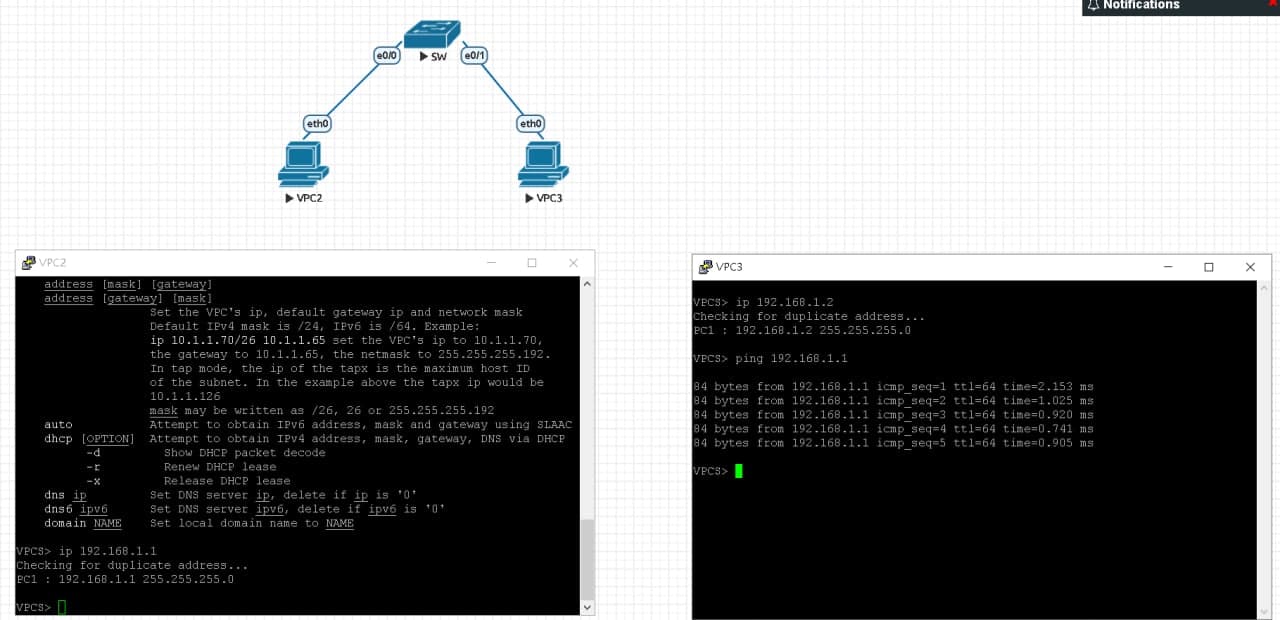 Notifications
SW
e0/0
e0/1
eth0
eth0
VPC2
VPC3
VPC2
address [mask] [gateway]
address [gateway] [mask]
Set the VPC's ip, default gateway ip and network mask
Default IPv4 mask is /24, IPv6 is /64. Example:
ip 10.1.1.70/26 10.1.1.65 set the VPC's ip to 10.1.1.70,
the gateway to 10.1.1.65, the netmask to 255.255.255.192.
In tap mode, the ip of the tapx is the maximum host ID
of the subnet. In the example above the tapx ip would be
10.1.1.126
mask may be written as /26, 26 or 255.255.255.192
auto Attempt to obtain IPv6 address, mask and gateway using SLAAC
dhcp [OPTION] Attempt to obtain IPv4 address, mask, gateway, DNS via DHCP
-d Show DHCP packet decode
-r Renew DHCP lease
-x Release DHCP lease
dns ip Set DNS server ip, delete if ip is '0'
dns6 ipv6 Set DNS server ipv6, delete if ipv6 is '0'
domain NAME Set local domain name to NAME
VPCS> ip 192.168.1.1
Checking for duplicate address...
PC1 : 192.168.1.1 255.255.255.0
VPCS>
VPC3
VPCS> ip 192.168.1.2
Checking for duplicate address...
PC1 : 192.168.1.2 255.255.255.0
VPCS> ping 192.168.1.1
84 bytes from 192.168.1.1 icmp_seq=1 ttl=64 time=2.153 ms
84 bytes from 192.168.1.1 icmp_seq=2 ttl=64 time=1.025 ms
84 bytes from 192.168.1.1 icmp_seq=3 ttl=64 time=0.920 ms
84 bytes from 192.168.1.1 icmp_seq=4 ttl=64 time=0.741 ms
84 bytes from 192.168.1.1 icmp_seq=5 ttl=64 time=0.905 ms
VPCS>